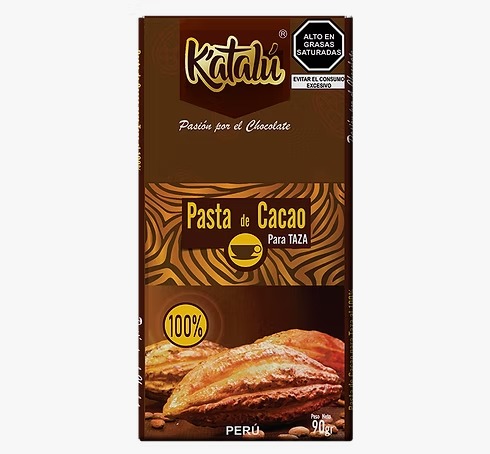 Katalú®
ALTO EN
GRASAS
SATURADAS
EVITAR EL CONSUMO
EXCESIVO
Pasión por el Chocolate
Pasta de Cacao
Para TAZA
100%
Peso Neto.
90gr
PERÚ